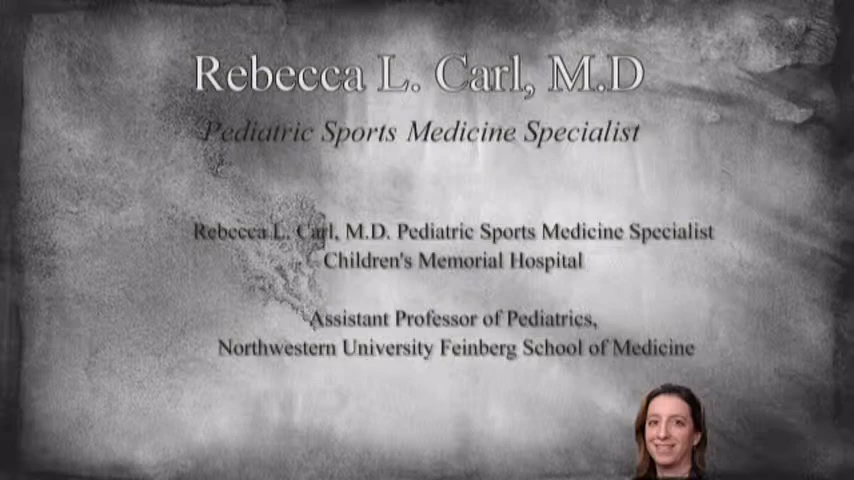 Rebecca L. Carl, M.D
Pediatric Sports Medicine Specialist
Rebecca L. Carl, M.D. Pediatric Sports Medicine Specialist
Children's Memorial Hospital
Assistant Professor of Pediatrics,
Northwestern University Feinberg School of Medicine